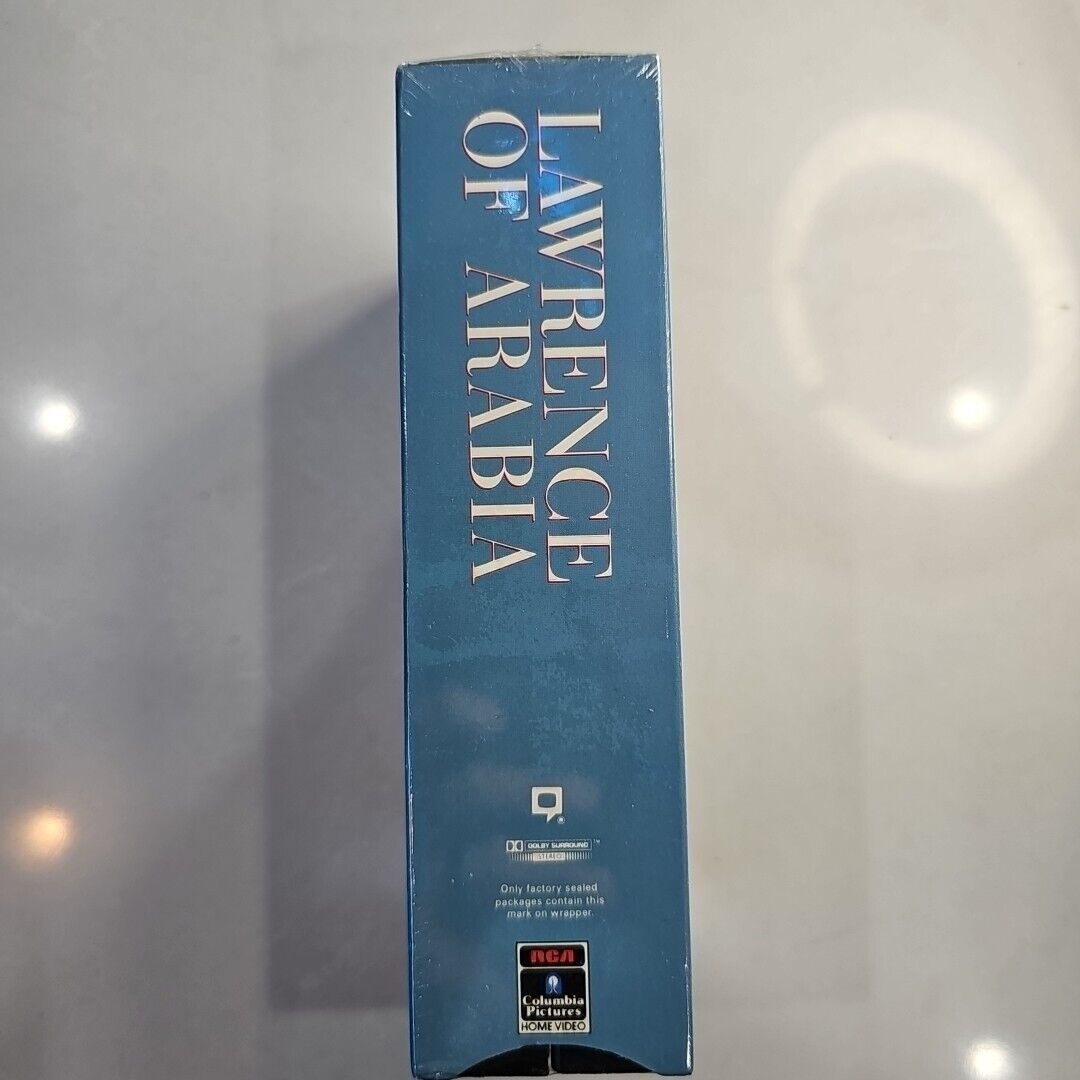 LAWRENCE
OF ARABIA
®
DOLBY SURROUND ™
STEREO
Only factory sealed
packages contain this
mark on wrapper.
RCA
Columbia
Pictures
HOME VIDEO